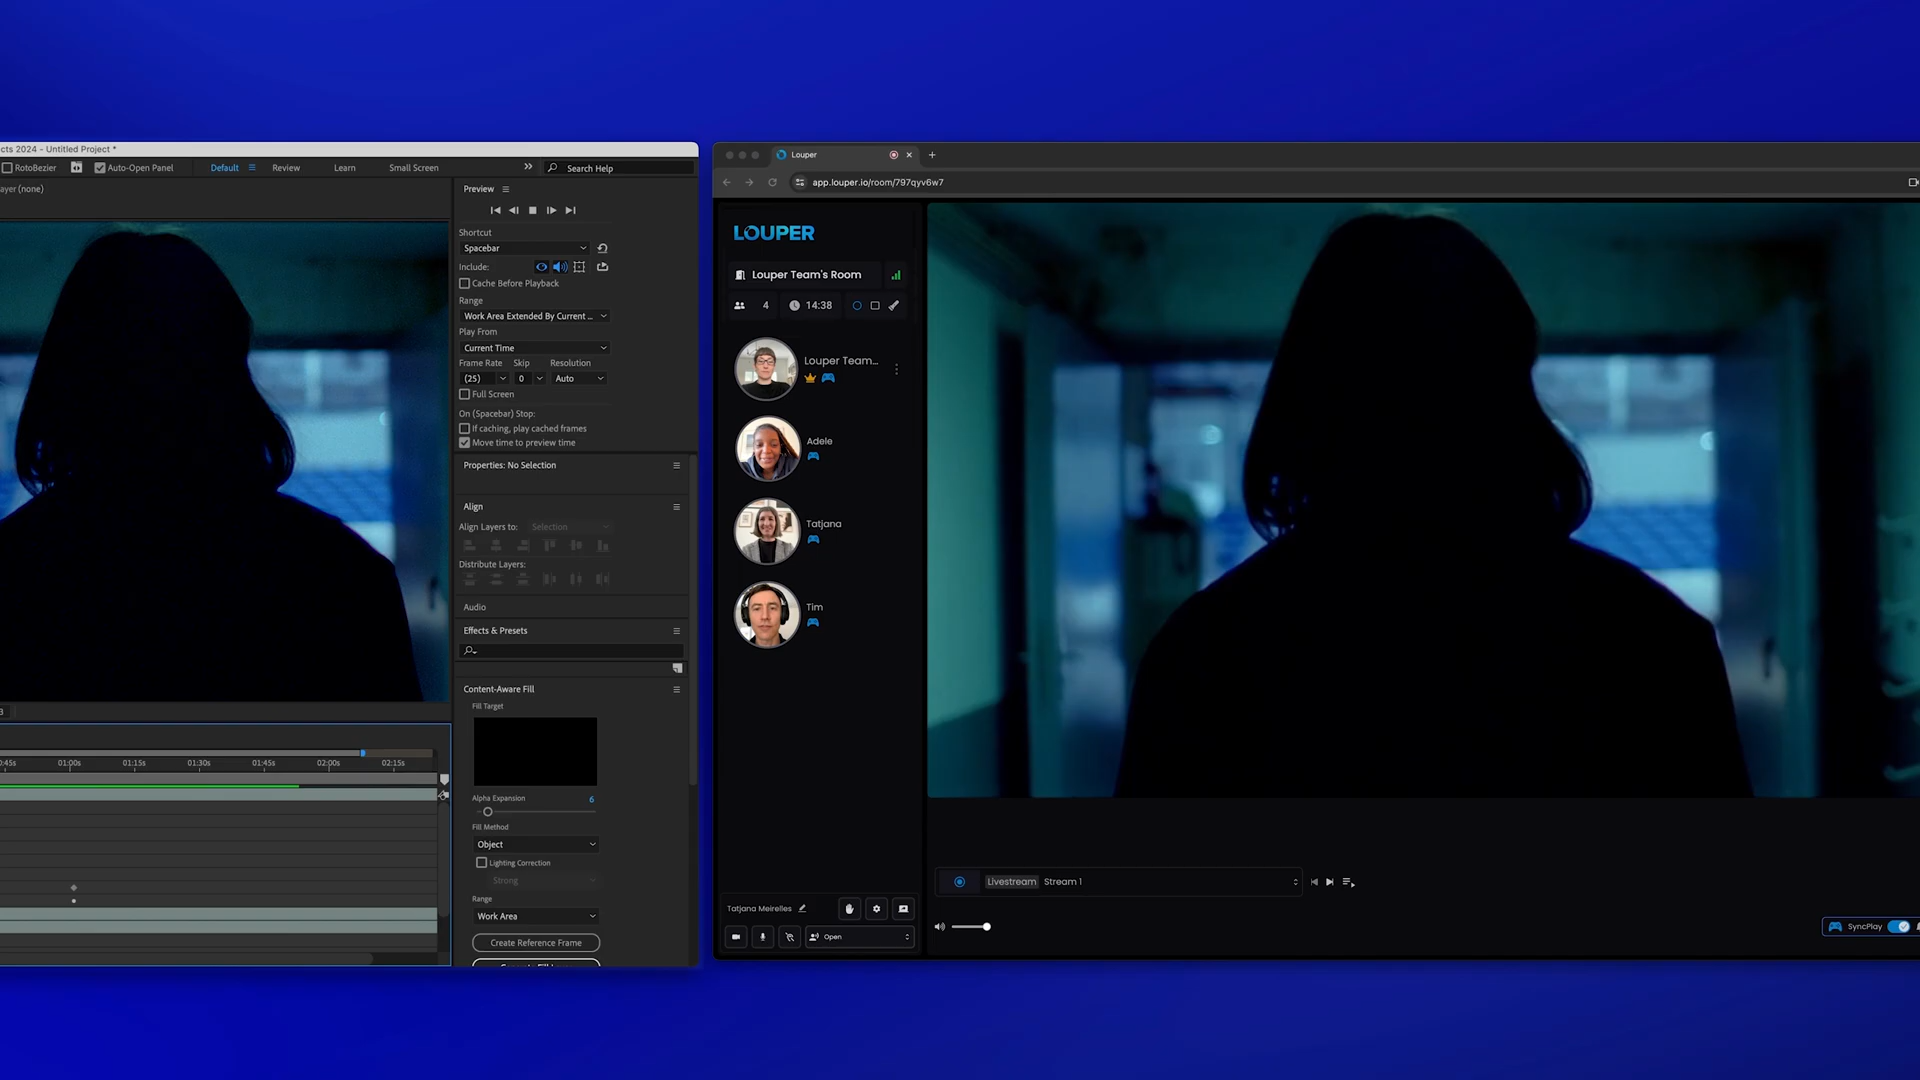 cts 2024 - Untitled Project *
RotoBezier
Auto-Open Panel
Default
Review
Learn
Small Screen
Search Help
ayer (none)
Preview
Shortcut
Spacebar
Include:
Cache Before Playback
Range
Work Area Extended By Current ...
Play From
Current Time
Frame Rate Skip Resolution
(25) 0 Auto
Full Screen
On (Spacebar) Stop:
If caching, play cached frames
Move time to preview time
Properties: No Selection
Align
Align Layers to: Selection
Distribute Layers:
Audio
Effects & Presets
Content-Aware Fill
Fill Target
Alpha Expansion 6
Fill Method
Object
Lighting Correction
Strong
Range
Work Area
Create Reference Frame
3
0:45s 01:00s 01:15s 01:30s 01:45s 02:00s 02:15s
Louper
app.louper.io/room/797qyv6w7
LOUPER
Louper Team's Room
4 14:38
Louper Team...
Adele
Tatjana
Tim
Tatjana Meirelles
Open
Livestream Stream 1
SyncPlay